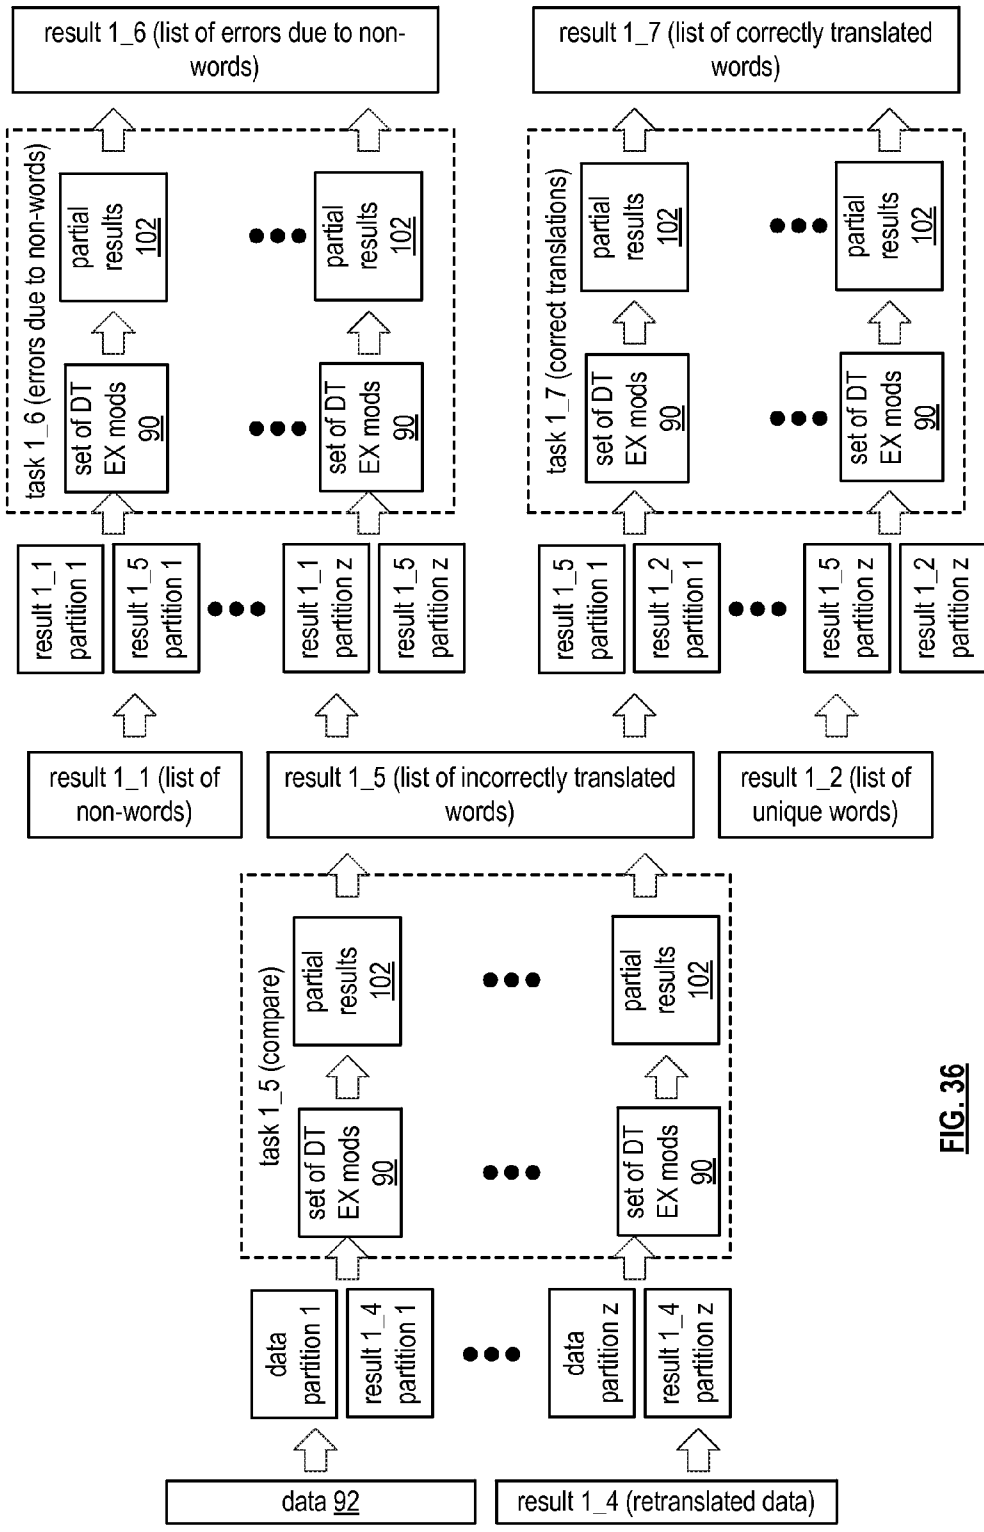 data 92
result 1_4 (retranslated data)
data
partition 1
result 1_4
partition 1
data
partition z
result 1_4
partition z
task 1_5 (compare)
set of DT
EX mods
90
partial
results
102
set of DT
EX mods
90
partial
results
102
result 1_1 (list of
non-words)
result 1_5 (list of incorrectly translated
words)
result 1_2 (list of
unique words)
result 1_1
partition 1
result 1_5
partition 1
result 1_1
partition z
result 1_5
partition z
task 1_6 (errors due to non-words)
set of DT
EX mods
90
partial
results
102
set of DT
EX mods
90
partial
results
102
result 1_6 (list of errors due to non-
words)
result 1_5
partition 1
result 1_2
partition 1
result 1_5
partition z
result 1_2
partition z
task 1_7 (correct translations)
set of DT
EX mods
90
partial
results
102
set of DT
EX mods
90
partial
results
102
result 1_7 (list of correctly translated
words)
FIG. 36